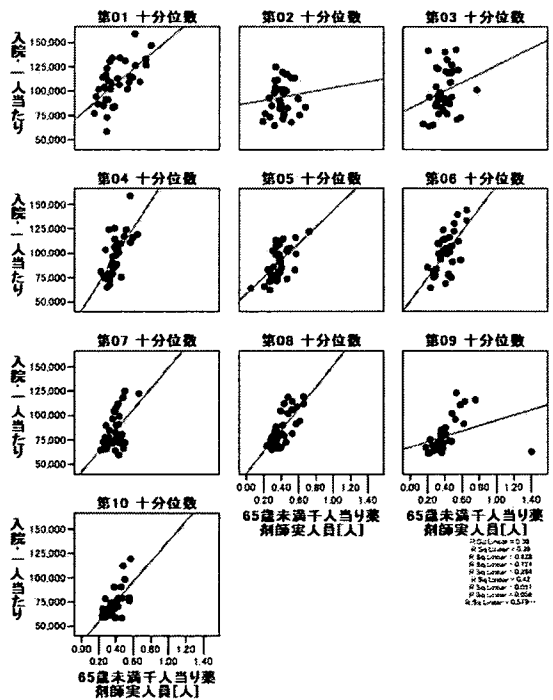 第01 十分位数
第02 十分位数
第03 十分位数
入院・一人当たり
150,000
125,000
100,000
75,000
50,000
第04 十分位数
第05 十分位数
第06 十分位数
入院・一人当たり
150,000
125,000
100,000
75,000
50,000
第07 十分位数
第08 十分位数
第09 十分位数
入院・一人当たり
150,000
125,000
100,000
75,000
50,000
0.00 0.40 0.80 1.20
0.20 0.60 1.00 1.40
65歳未満千人当り薬
剤師実人員[人]
0.00 0.40 0.80 1.20
0.20 0.60 1.00 1.40
65歳未満千人当り薬
剤師実人員[人]
第10 十分位数
入院・一人当たり
150,000
125,000
100,000
75,000
50,000
0.00 0.40 0.80 1.20
0.20 0.60 1.00 1.40
65歳未満千人当り薬
剤師実人員[人]